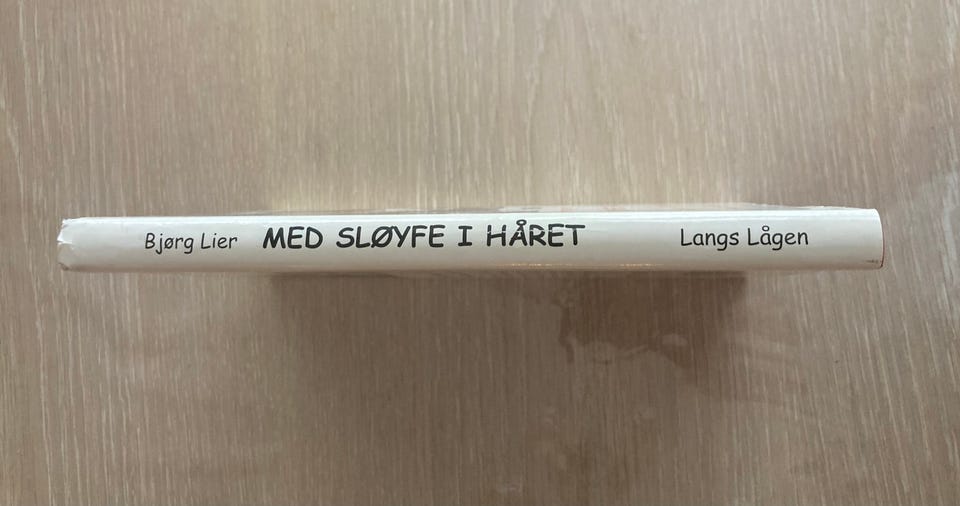 Bjørg Lier MED SLØYFE I HÅRET Langs Lågen